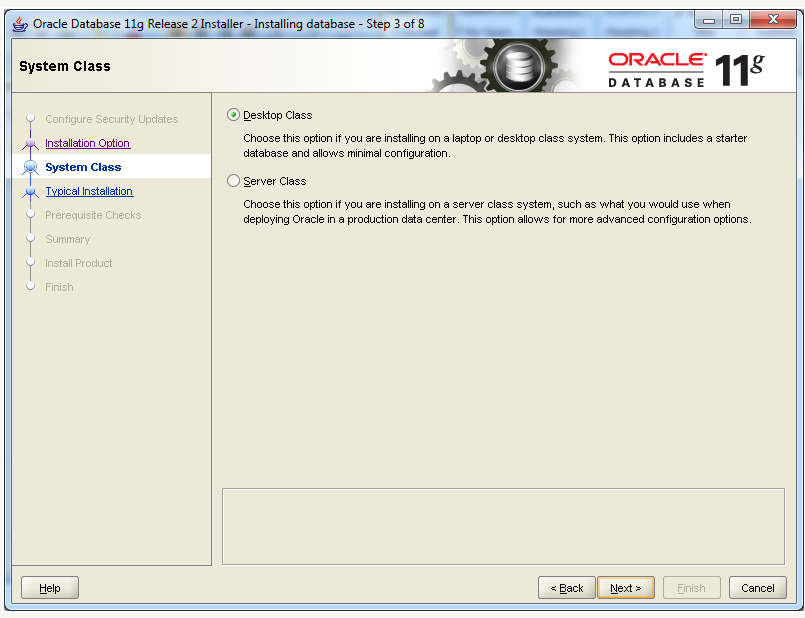 Oracle Database 11g Release 2 Installer - Installing database - Step 3 of 8
System Class
ORACLE
DATABASE
11g
Configure Security Updates
Installation Option
System Class
Typical Installation
Prerequisite Checks
Summary
Install Product
Finish
Desktop Class
Choose this option if you are installing on a laptop or desktop class system. This option includes a starter
database and allows minimal configuration.
Server Class
Choose this option if you are installing on a server class system, such as what you would use when
deploying Oracle in a production data center. This option allows for more advanced configuration options.
Help
< Back
Next >
Finish
Cancel